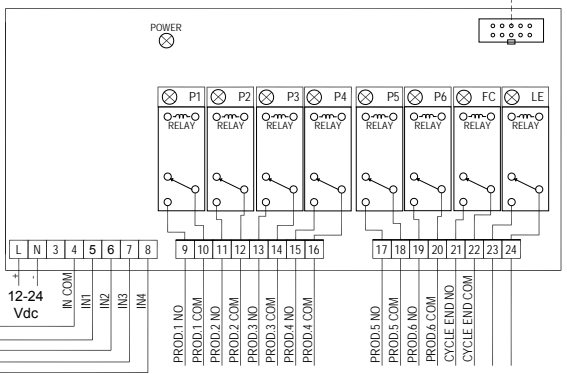 POWER
P1 P2 P3 P4 P5 P6 FC LE
RELAY RELAY RELAY RELAY RELAY RELAY RELAY RELAY
L N 3 4 5 6 7 8 9 10 11 12 13 14 15 16 17 18 19 20 21 22 23 24
+ -
12-24
Vdc
IN COM
IN1
IN2
IN3
IN4
PROD.1 NO
PROD.1 COM
PROD.2 NO
PROD.2 COM
PROD.3 NO
PROD.3 COM
PROD.4 NO
PROD.4 COM
PROD.5 NO
PROD.5 COM
PROD.6 NO
PROD.6 COM
CYCLE END NO
CYCLE END COM